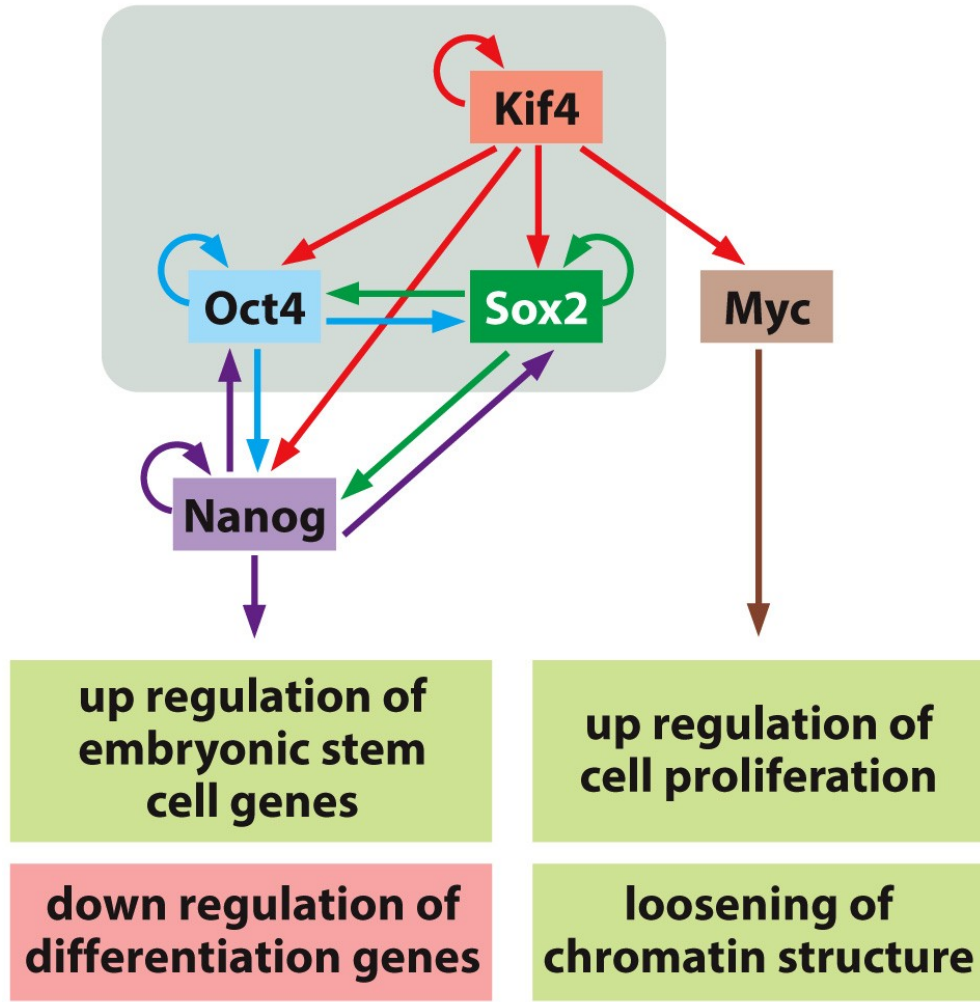 Kif4
Oct4
Sox2
Myc
Nanog
up regulation of
embryonic stem
cell genes
up regulation of
cell proliferation
down regulation of
differentiation genes
loosening of
chromatin structure